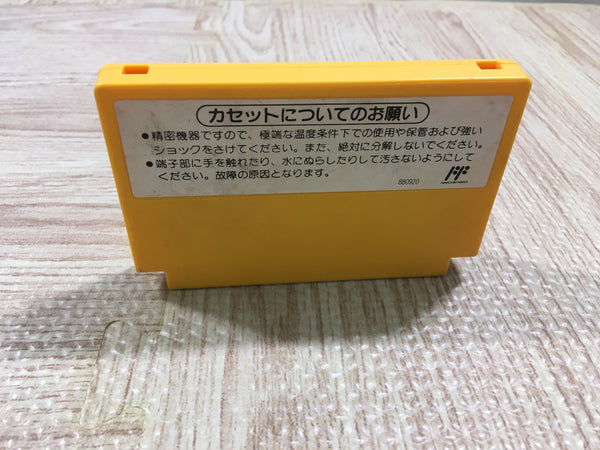 カセットについてのお願い
●精密機器ですので、極端な温度条件下での使用や保管および強い
ショックをさけてください。また、絶対に分解しないでください。
●端子部に手を触れたり、水にぬらしたりして汚さないようにして
ください。故障の原因となります。
880920